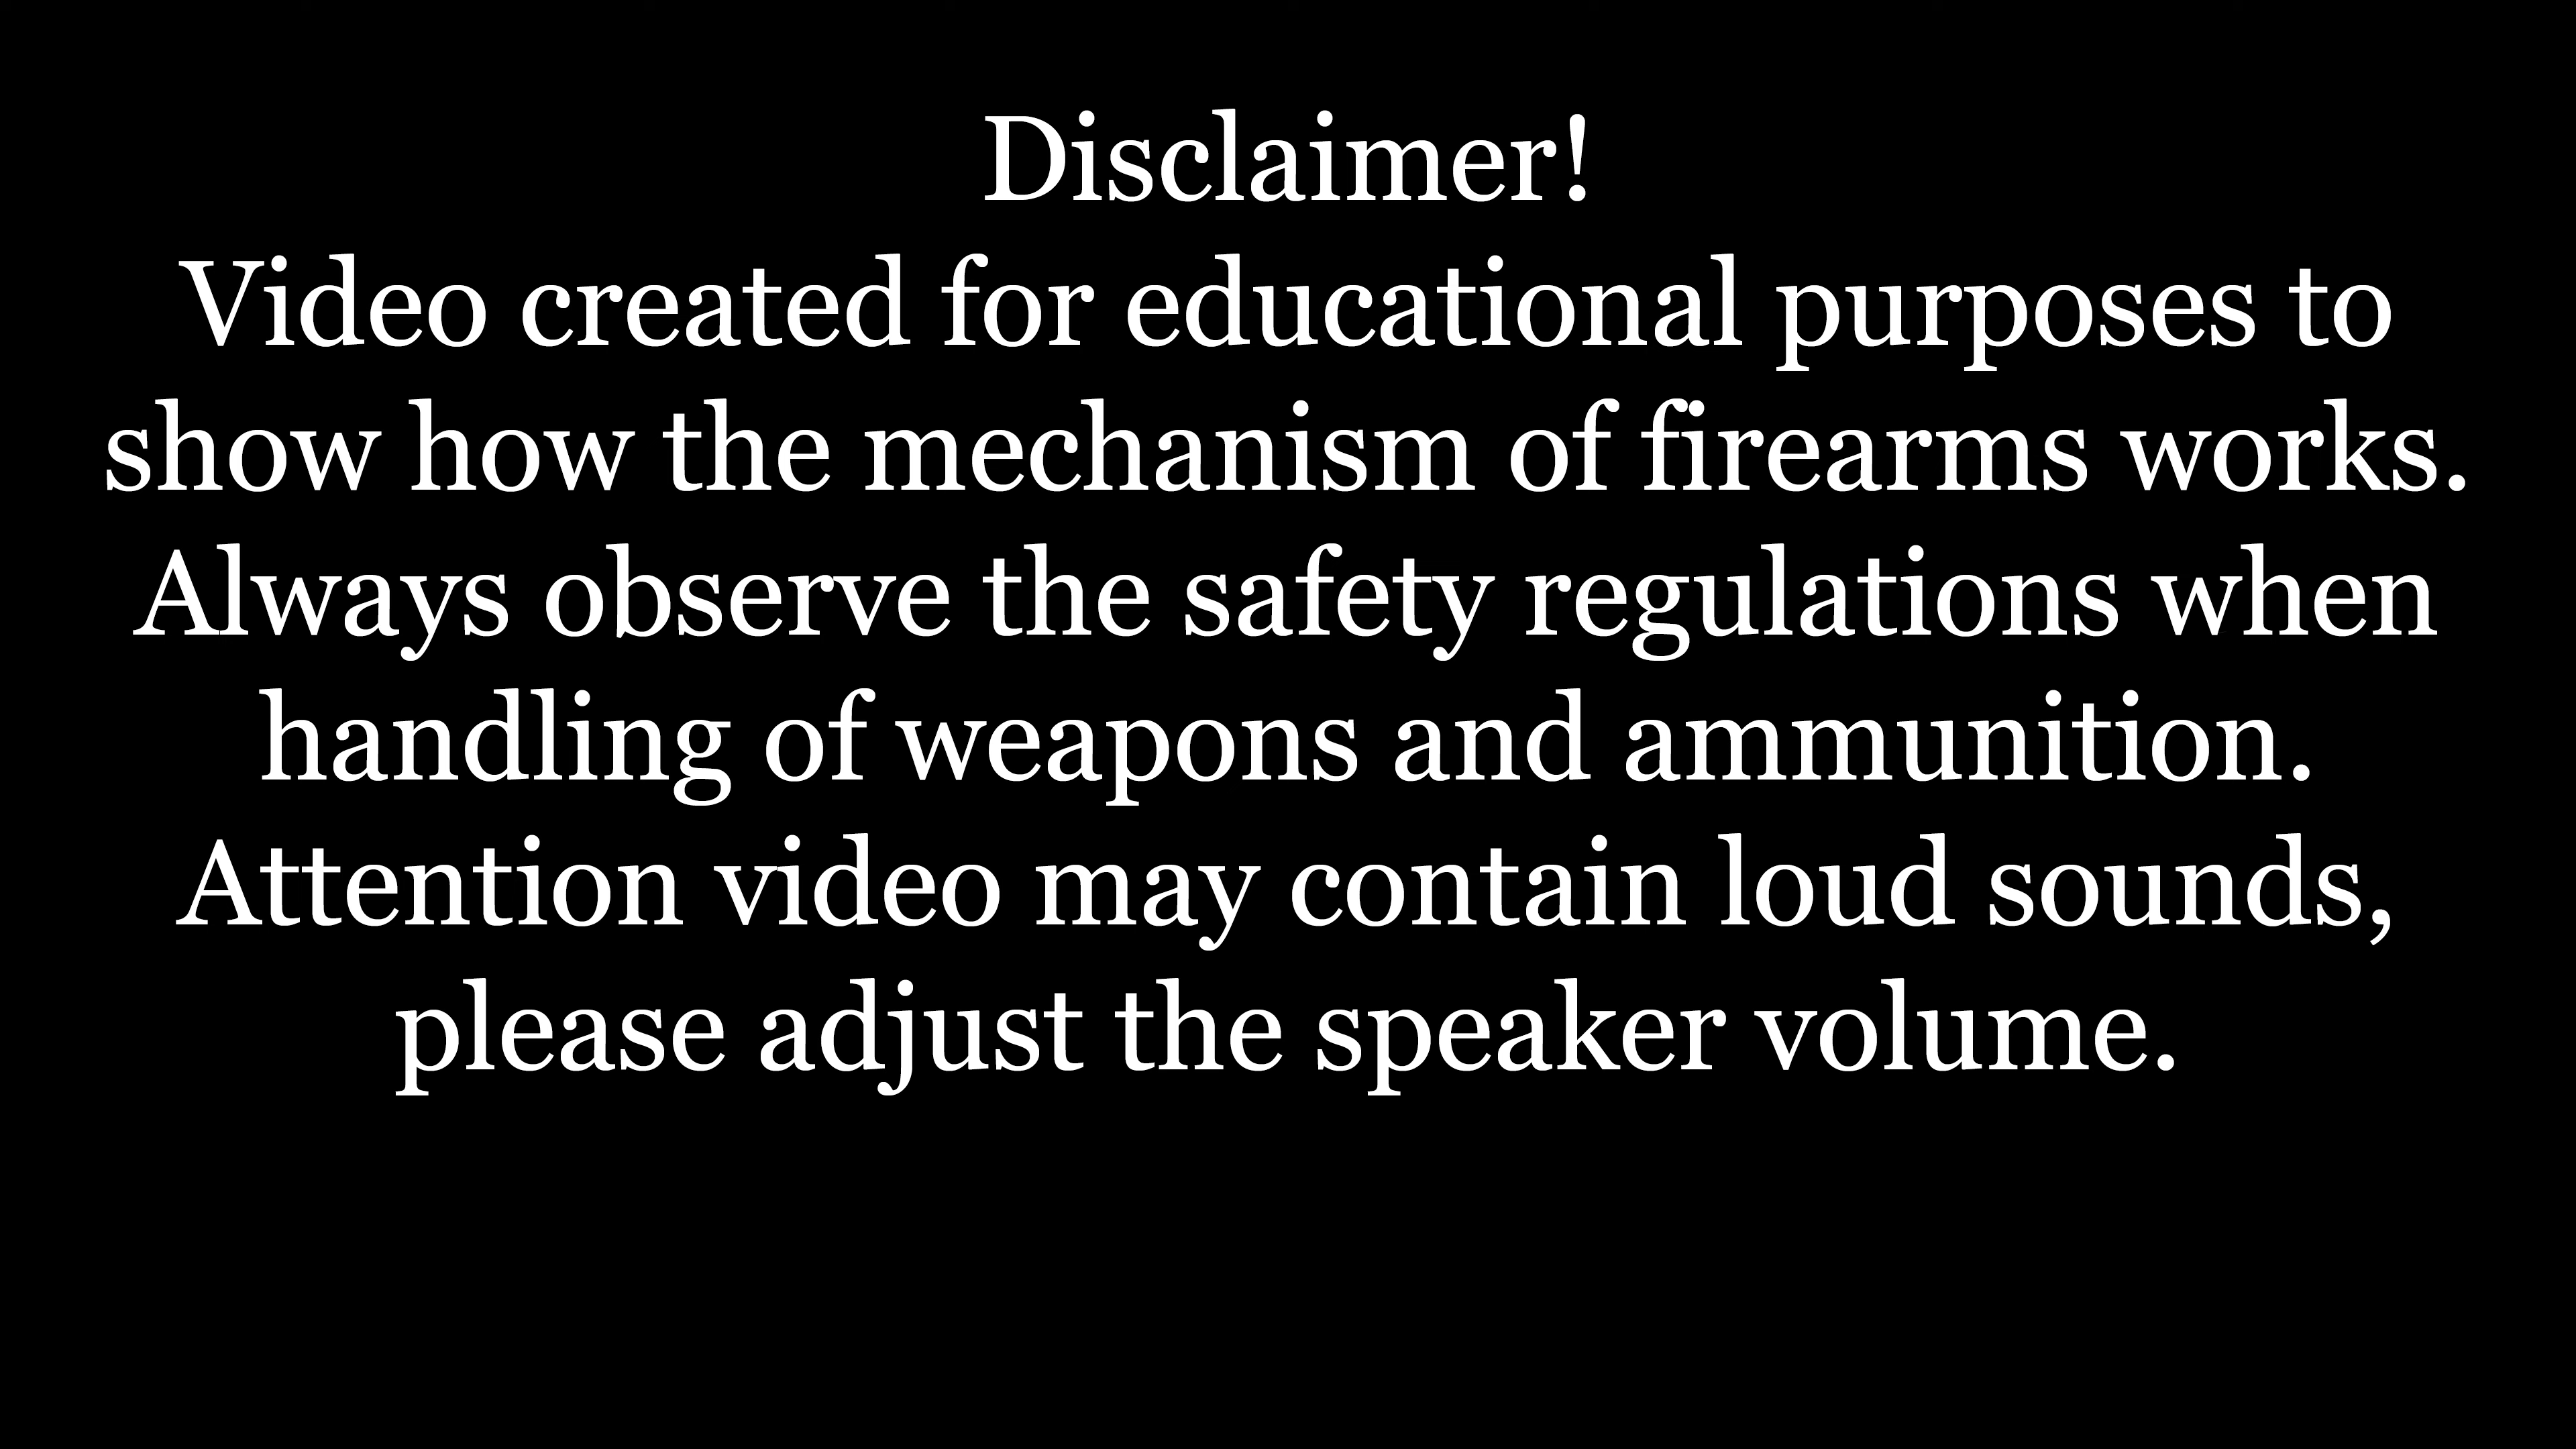 Disclaimer!
Video created for educational purposes to
show how the mechanism of firearms works.
Always observe the safety regulations when
handling of weapons and ammunition.
Attention video may contain loud sounds,
please adjust the speaker volume.